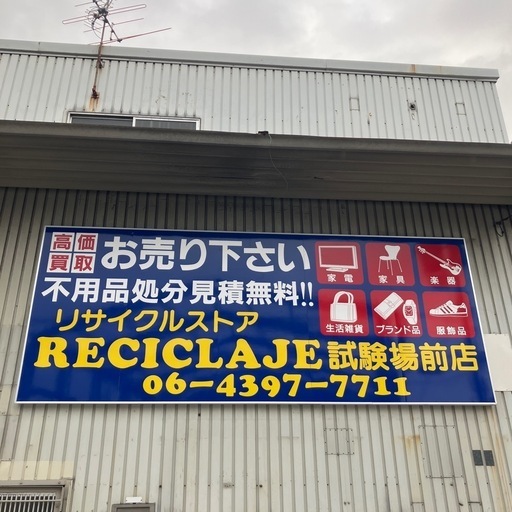 高価買取 お売り下さい
不用品処分見積無料!!
リサイクルストア
RECICLAJE 試験場前店
06-4397-7711
家電 家具 楽器
生活雑貨 ブランド品 服飾品